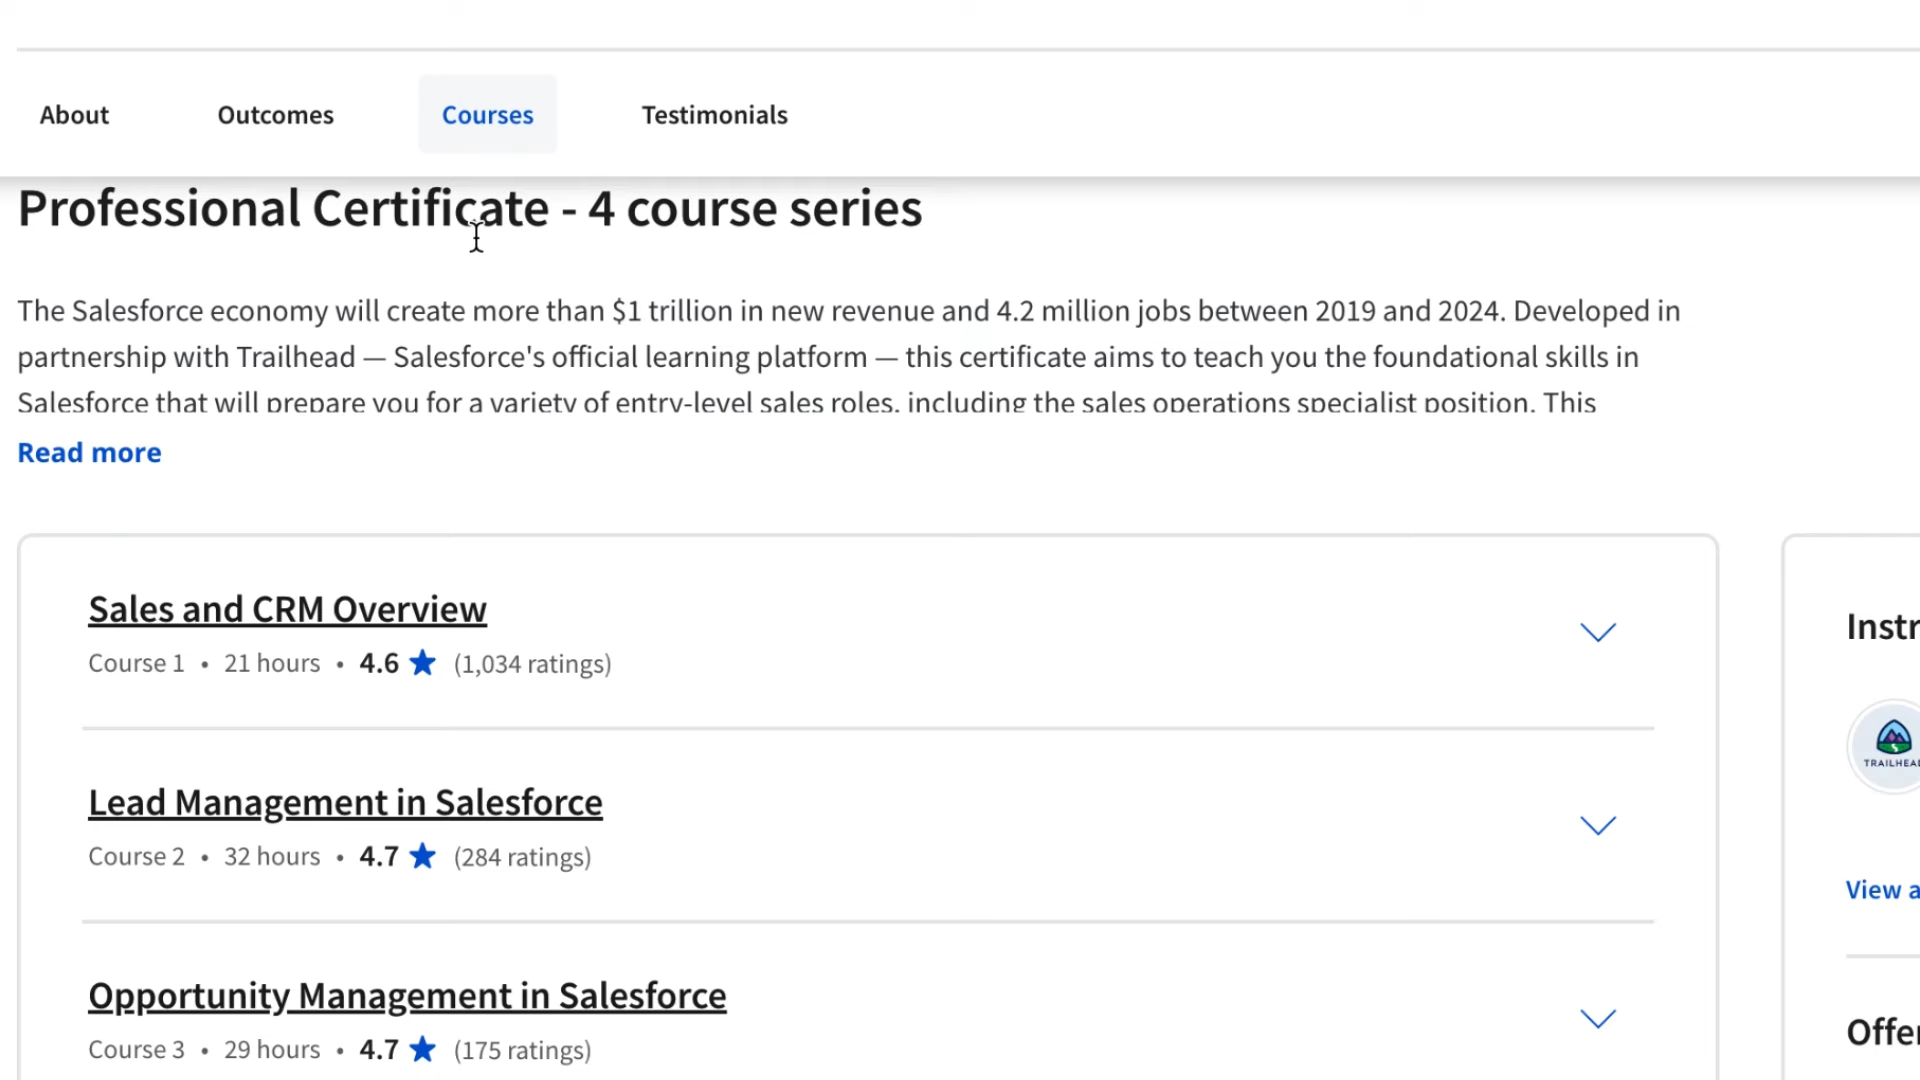 About Outcomes Courses Testimonials
Professional Certificate - 4 course series
The Salesforce economy will create more than $1 trillion in new revenue and 4.2 million jobs between 2019 and 2024. Developed in
partnership with Trailhead — Salesforce's official learning platform — this certificate aims to teach you the foundational skills in
Salesforce that will prepare you for a variety of entry-level sales roles, including the sales operations specialist position. This
Read more
Sales and CRM Overview
Course 1 • 21 hours • 4.6 ★ (1,034 ratings)
Lead Management in Salesforce
Course 2 • 32 hours • 4.7 ★ (284 ratings)
Opportunity Management in Salesforce
Course 3 • 29 hours • 4.7 ★ (175 ratings)
Instr
TRAILHEAD
View a
Offer